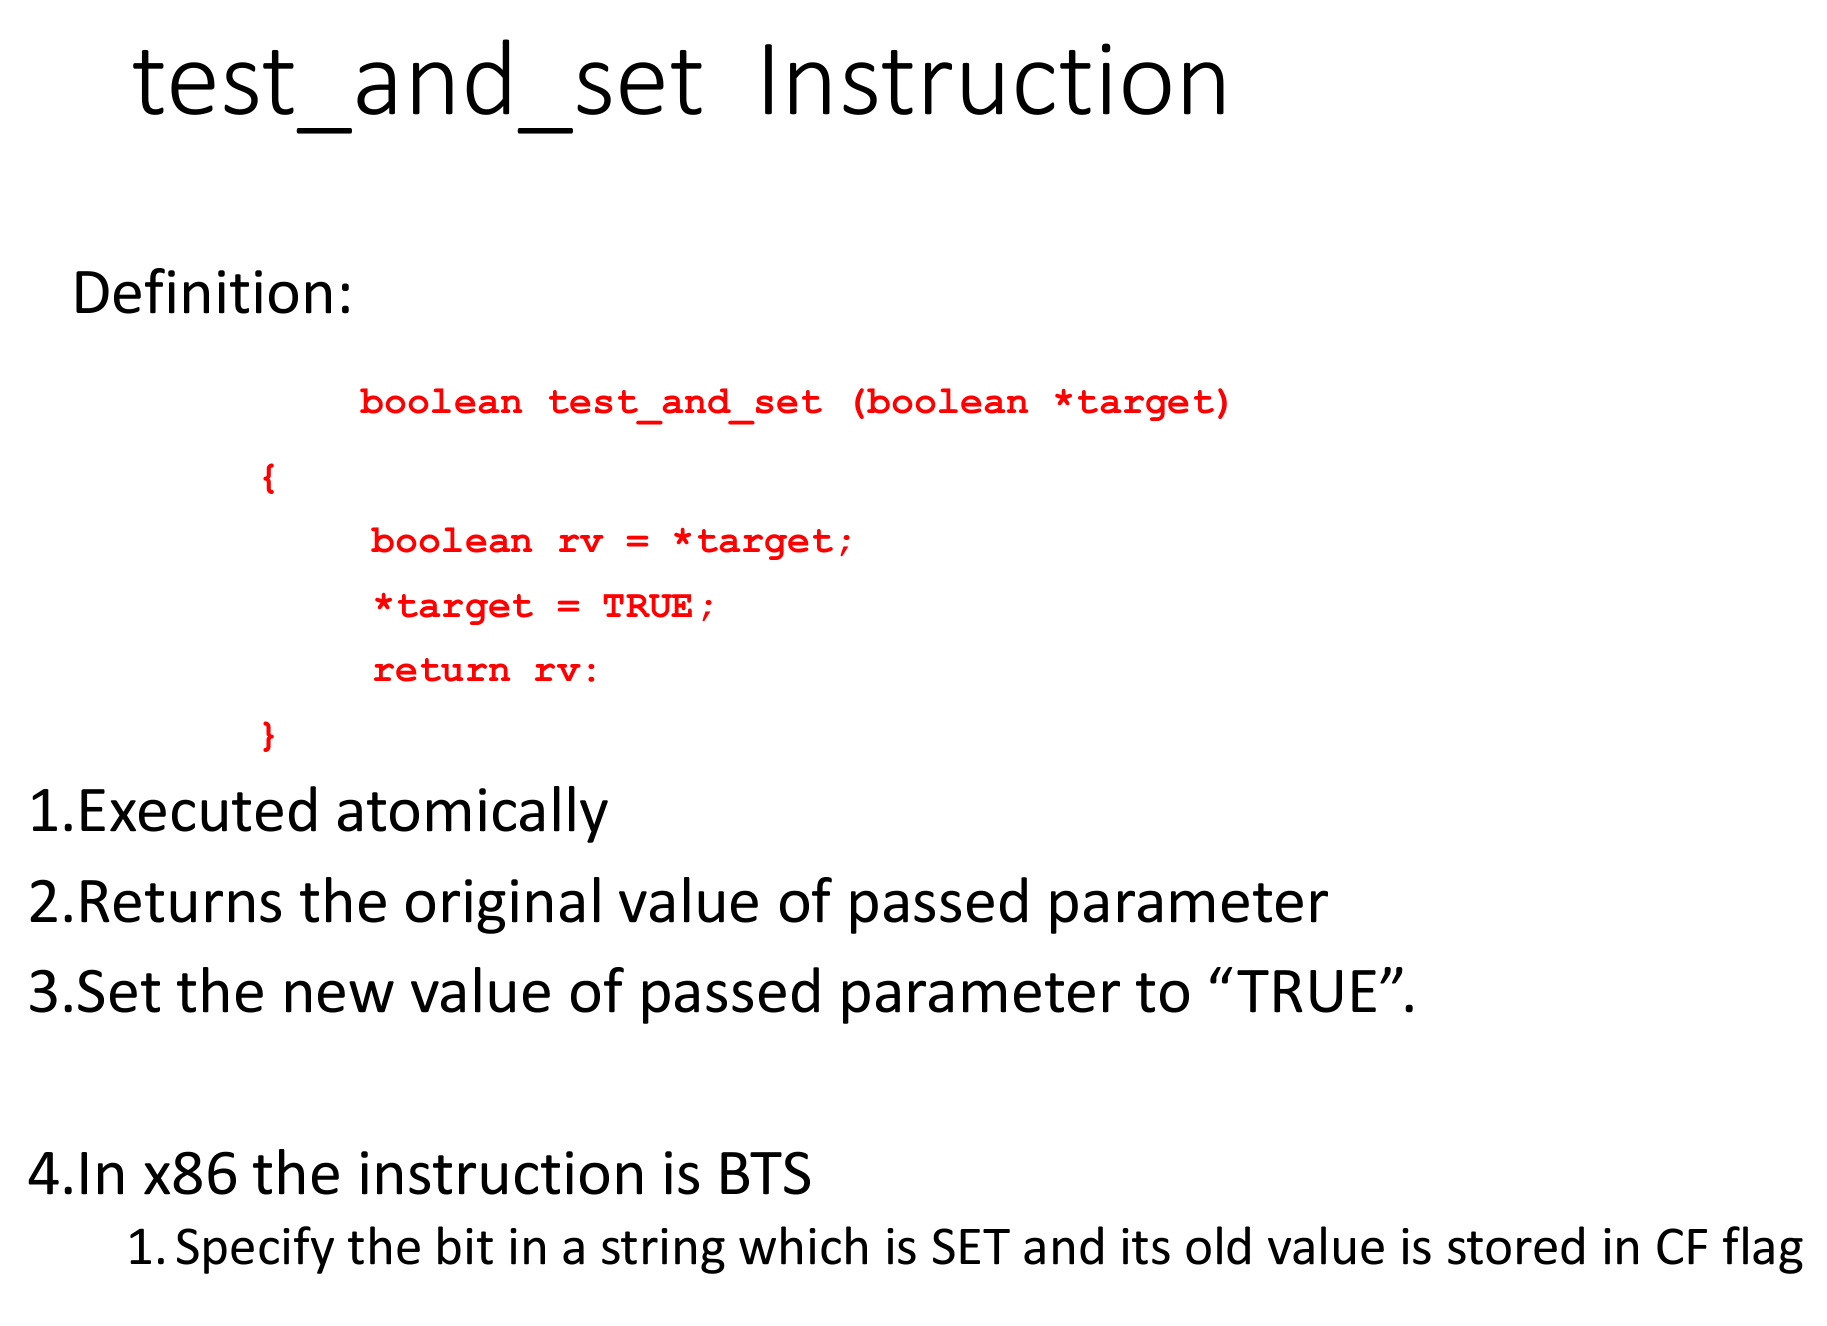 test_and_set Instruction
Definition:
boolean test_and_set (boolean *target)
{
boolean rv = *target;
*target = TRUE;
return rv:
}
1.Executed atomically
2.Returns the original value of passed parameter
3.Set the new value of passed parameter to “TRUE”.
4.In x86 the instruction is BTS
1. Specify the bit in a string which is SET and its old value is stored in CF flag